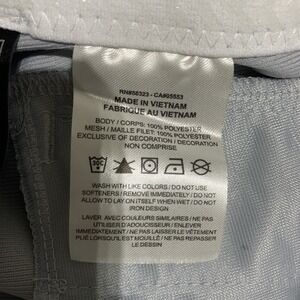 RN#56323 - CA#05553
MADE IN VIETNAM
FABRIQUE AU VIETNAM
BODY / CORPS: 100% POLYESTER
MESH / MAILLE FILET: 100% POLYESTER
EXCLUSIVE OF DECORATION / DECORATION
NON COMPRISE
WASH WITH LIKE COLORS / DO NOT USE
SOFTENERS / REMOVE IMMEDIATELY / DO NOT
ALLOW TO LAY ON ITSELF WHEN WET / DO NOT
IRON DESIGN
LAVER AVEC COULEURS SIMILAIRES / NE PAS
UTILISER D'ADOUCISSEUR / ENLEVER
IMMÉDIATEMENT / NE PAS LAISSER LE VÊTEMENT
PLIÉ LORSQU'IL EST MOUILLÉ / NE PAS REPASSER
LE DESSIN